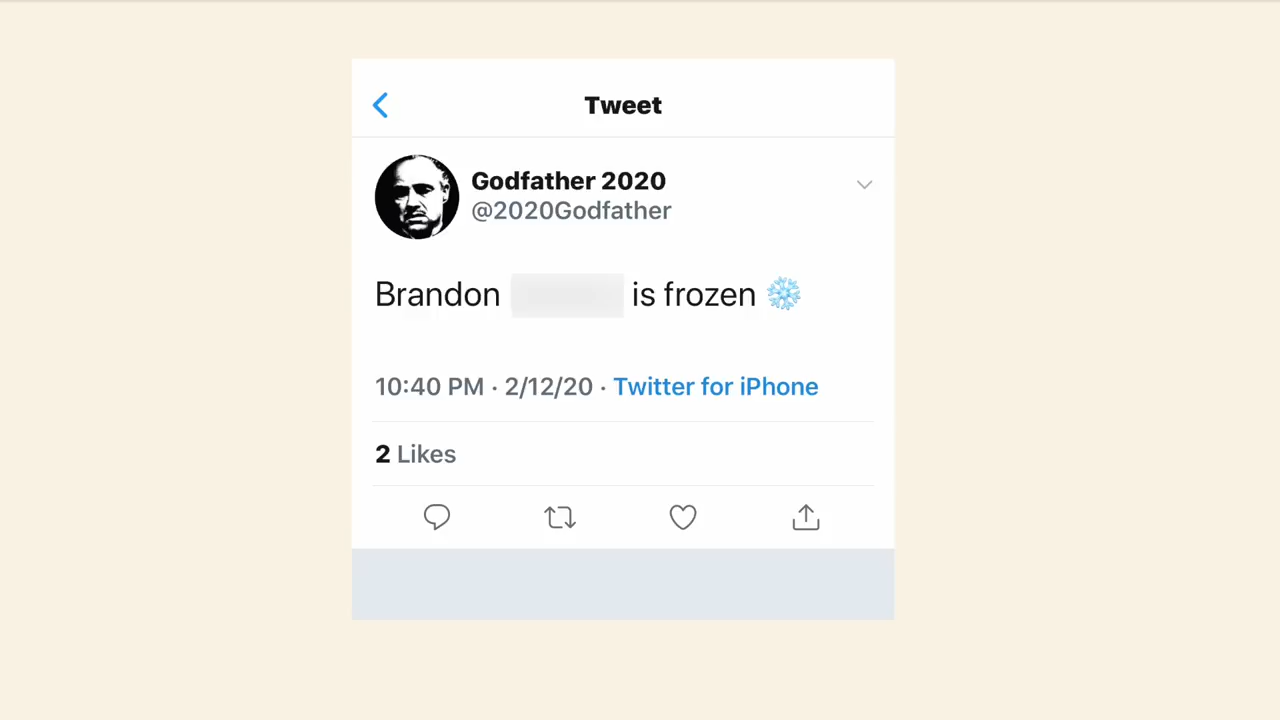 Tweet
Godfather 2020
@2020Godfather
Brandon is frozen ❄️
10:40 PM · 2/12/20 · Twitter for iPhone
2 Likes